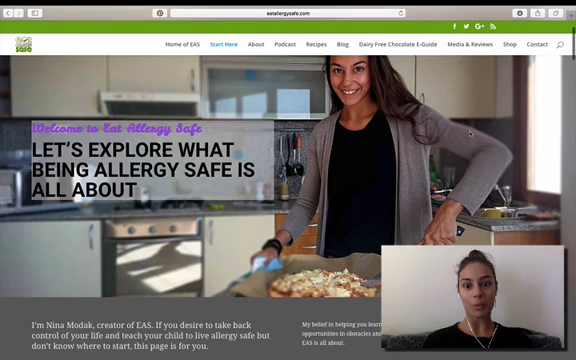 eatallergysafe.com
Home of EAS Start Here About Podcast Recipes Blog Dairy Free Chocolate E-Guide Media & Reviews Shop Contact
Welcome to Eat Allergy Safe
LET'S EXPLORE WHAT
BEING ALLERGY SAFE IS
ALL ABOUT
I'm Nina Modak, creator of EAS. If you desire to take back
control of your life and teach your child to live allergy safe but
don't know where to start, this page is for you.
My belief in helping you learn
opportunities in obstacles and
EAS is all about.